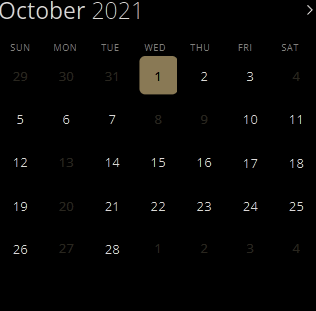 October 2021 >
SUN MON TUE WED THU FRI SAT
29 30 31 1 2 3 4
5 6 7 8 9 10 11
12 13 14 15 16 17 18
19 20 21 22 23 24 25
26 27 28 1 2 3 4